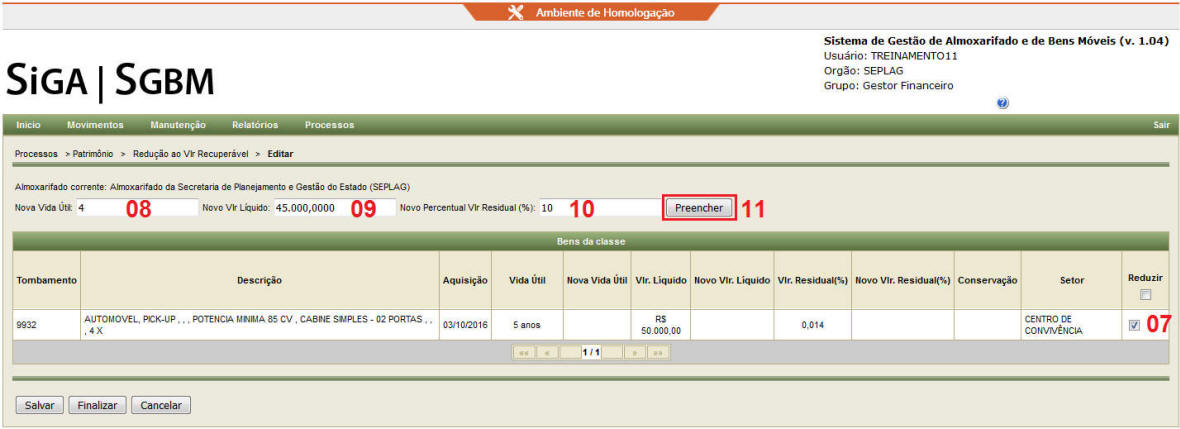 Ambiente de Homologação
Sistema de Gestão de Almoxarifado e de Bens Móveis (v. 1.04)
Usuário: TREINAMENTO11
Orgão: SEPLAG
Grupo: Gestor Financeiro
SiGA | SGBM
?
Inicio Movimentos Manutenção Relatórios Processos Sair
Processos > Patrimônio > Redução ao Vlr Recuperável > Editar
Almoxarifado corrente: Almoxarifado da Secretaria de Planejamento e Gestão do Estado (SEPLAG)
Nova Vida Útil: 4 08 Novo Vlr Líquido: 45.000,0000 09 Novo Percentual Vlr Residual (%): 10 10 Preencher 11
Bens da classe
Tombamento Descrição Aquisição Vida Útil Nova Vida Útil Vlr. Líquido Novo Vlr. Líquido Vlr. Residual(%) Novo Vlr. Residual(%) Conservação Setor Reduzir
9932 AUTOMOVEL, PICK-UP , , , POTENCIA MINIMA 85 CV , CABINE SIMPLES - 02 PORTAS , ,
, 4 X
03/10/2016 5 anos R$
50.000,00
0,014 CENTRO DE
CONVIVÊNCIA
07
«« « 1 / 1 » »»
Salvar Finalizar Cancelar